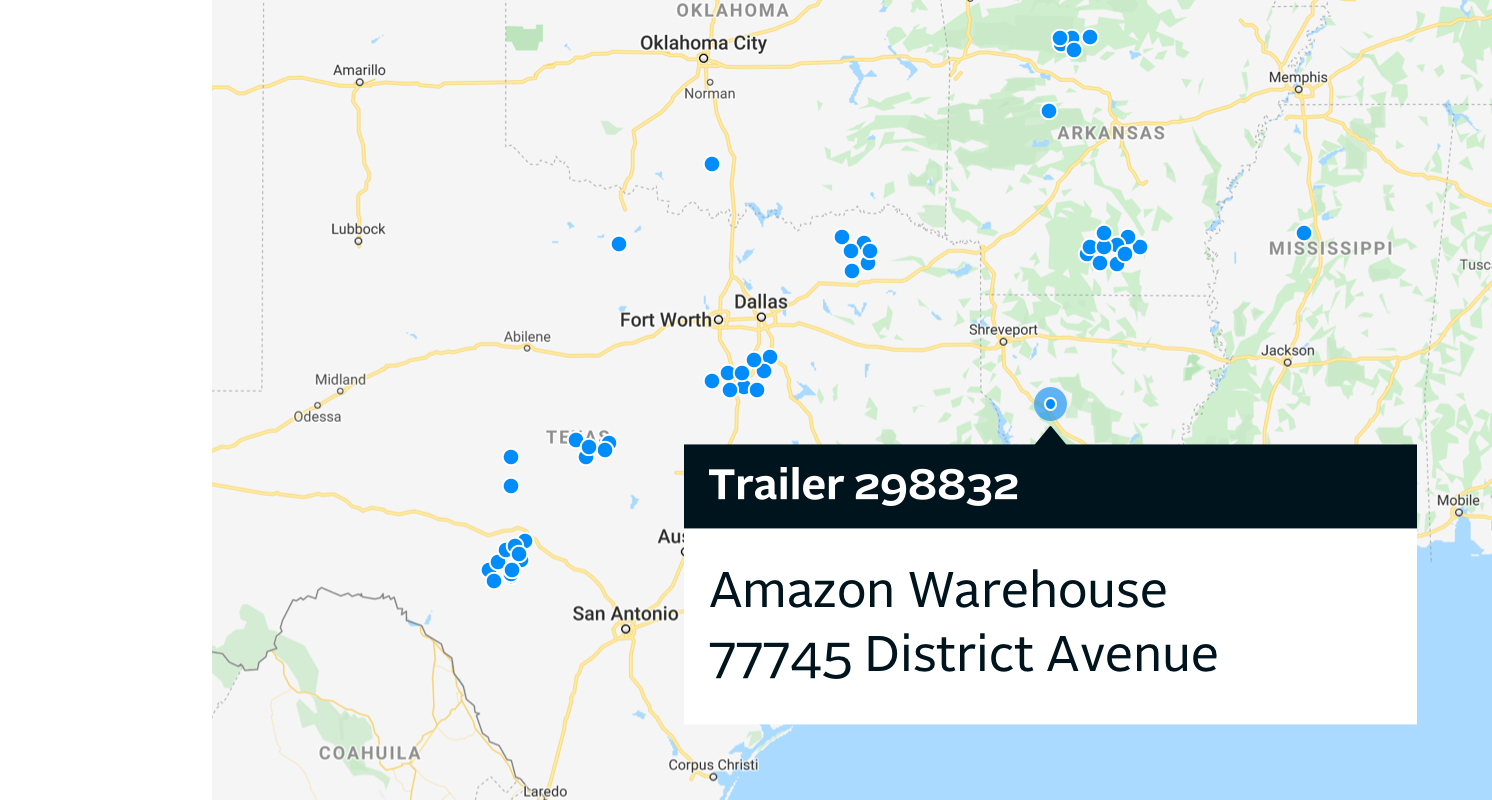 OKLAHOMA
Oklahoma City
Amarillo
Memphis
Norman
ARKANSAS
Lubbock
MISSISSIPPI
Tusc
Dallas
Fort Worth
Shreveport
Abilene
Jackson
Midland
Odessa
TEXAS
Trailer 298832
Mobile
Aus
Amazon Warehouse
San Antonio
77745 District Avenue
COAHUILA
Corpus Christi
Laredo